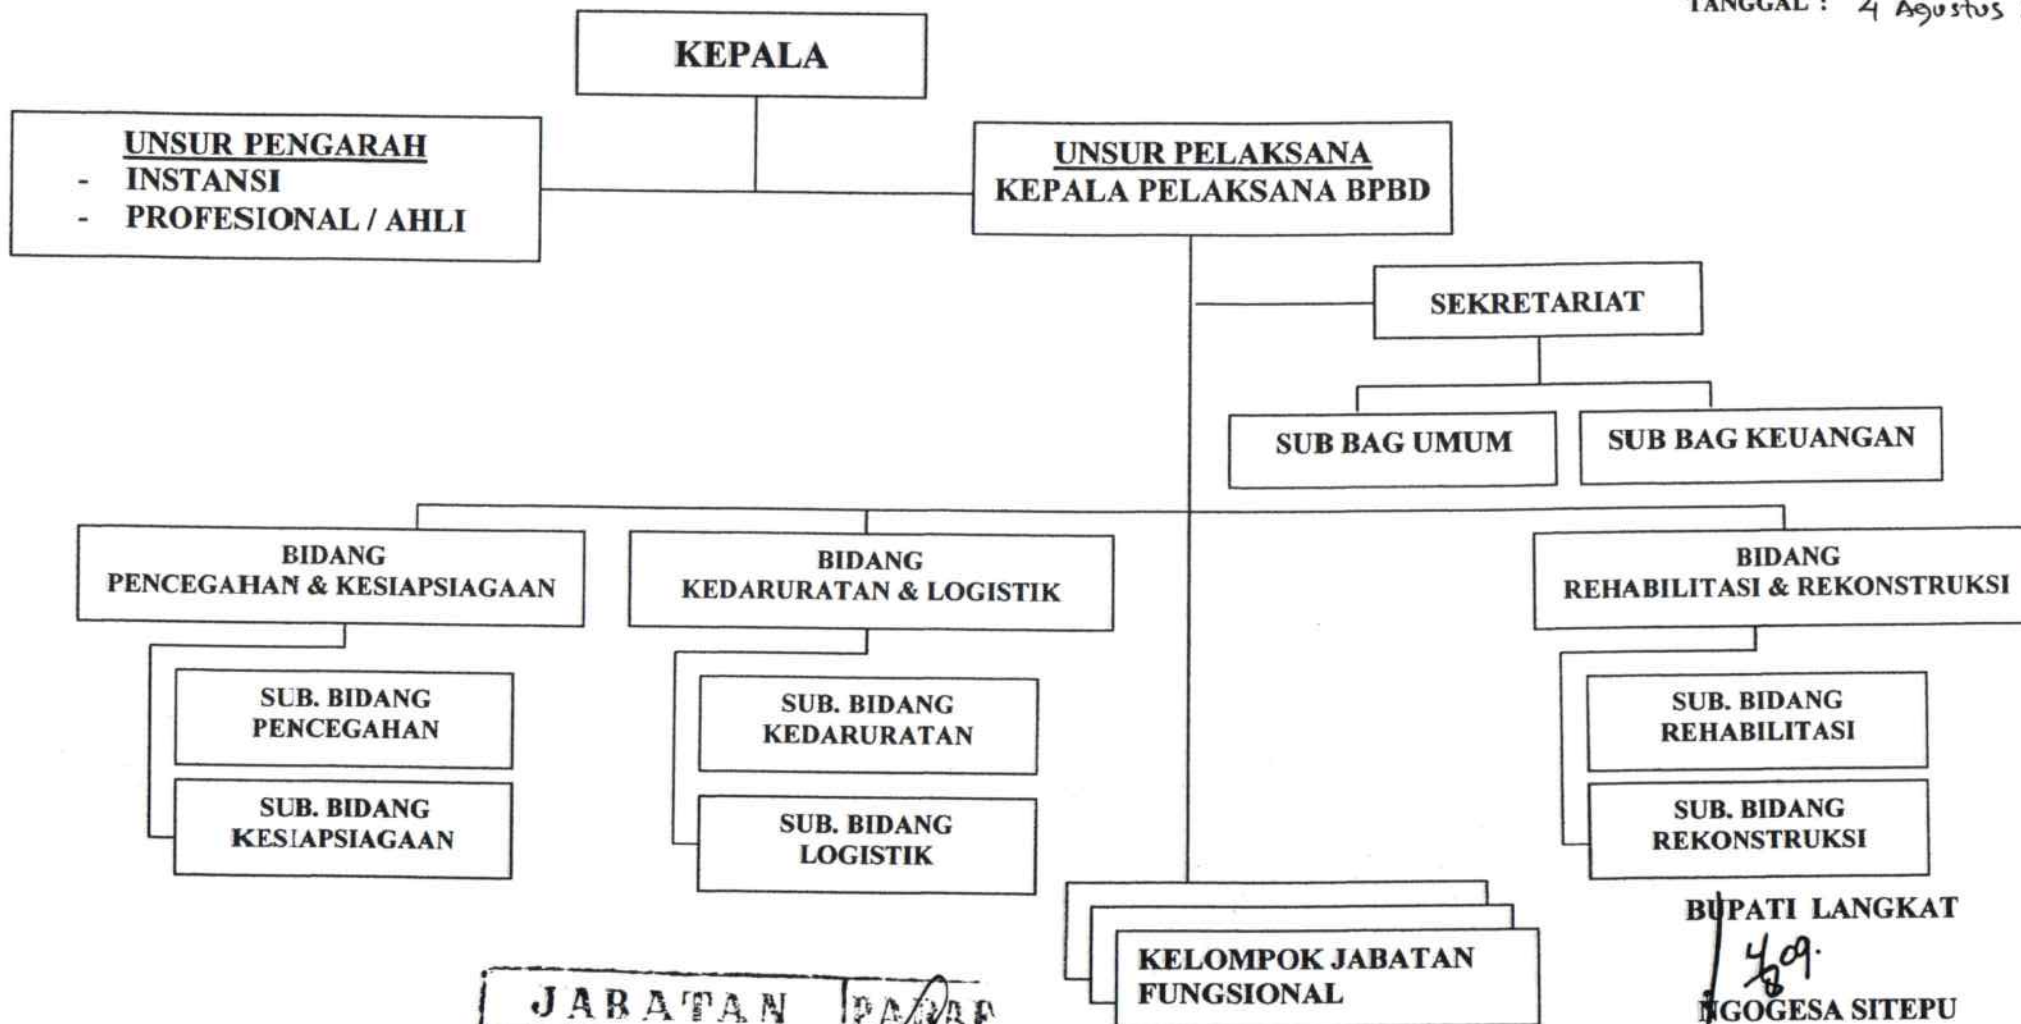 TANGGAL : 4 Agustus
KEPALA
UNSUR PENGARAH
- INSTANSI
- PROFESIONAL / AHLI
UNSUR PELAKSANA
KEPALA PELAKSANA BPBD
SEKRETARIAT
SUB BAG UMUM
SUB BAG KEUANGAN
BIDANG
PENCEGAHAN & KESIAPSIAGAAN
BIDANG
KEDARURATAN & LOGISTIK
BIDANG
REHABILITASI & REKONSTRUKSI
SUB. BIDANG
PENCEGAHAN
SUB. BIDANG
KESIAPSIAGAAN
SUB. BIDANG
KEDARURATAN
SUB. BIDANG
LOGISTIK
SUB. BIDANG
REHABILITASI
SUB. BIDANG
REKONSTRUKSI
KELOMPOK JABATAN
FUNGSIONAL
BUPATI LANGKAT
NGOGESA SITEPU
JABATAN PARAF